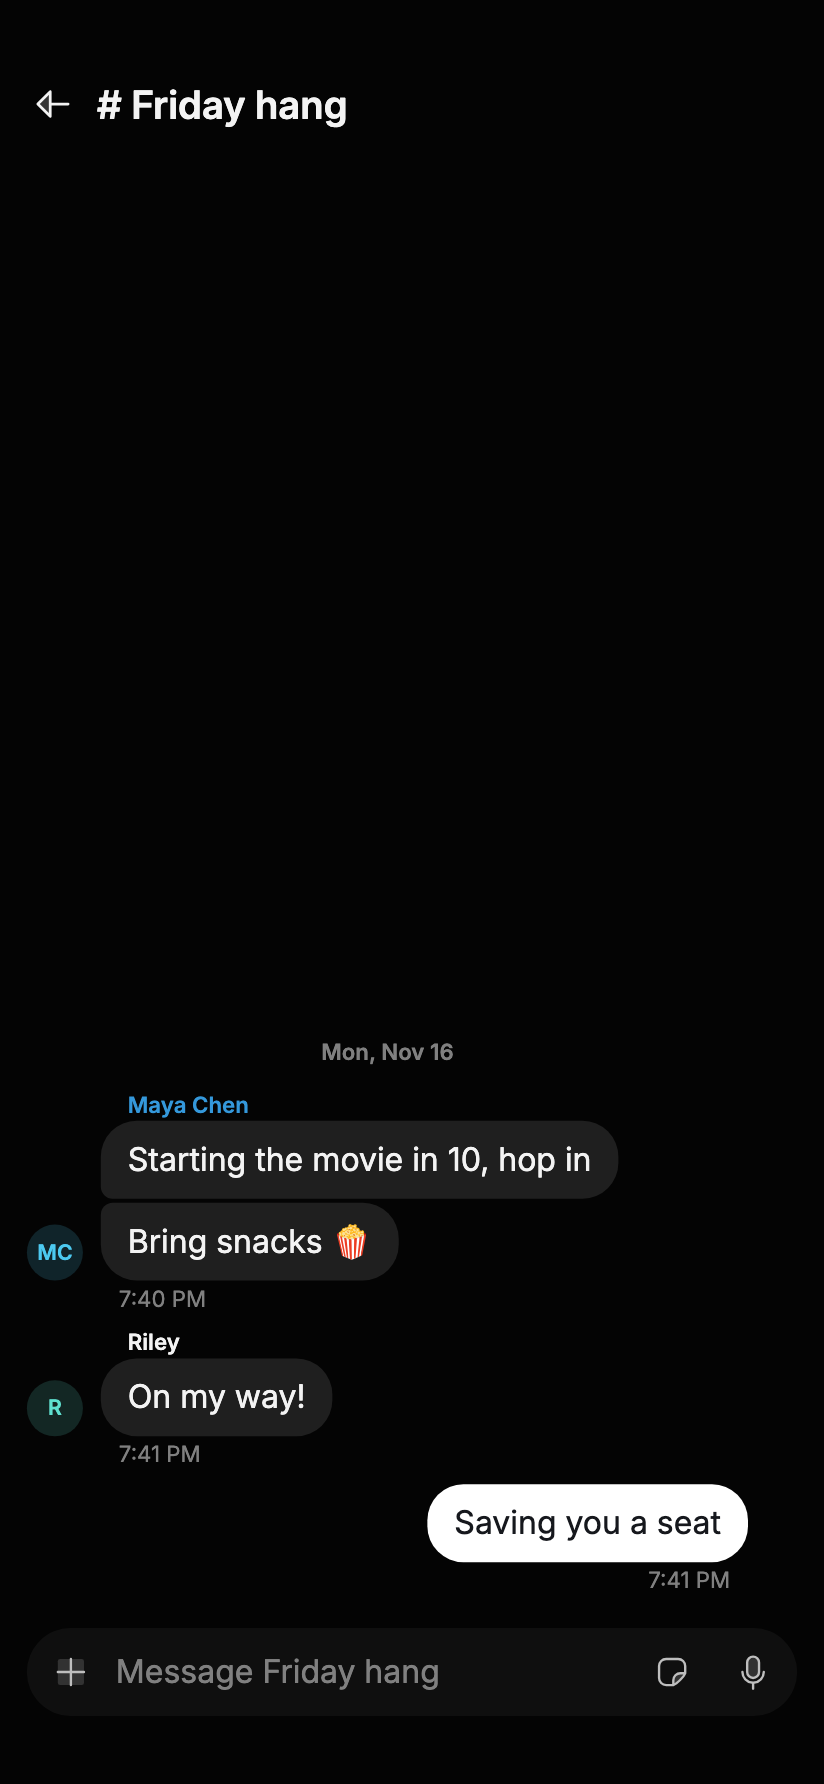 # Friday hang
Mon, Nov 16
Maya Chen
Starting the movie in 10, hop in
Bring snacks 🍿
MC
7:40 PM
Riley
On my way!
R
7:41 PM
Saving you a seat
7:41 PM
Message Friday hang